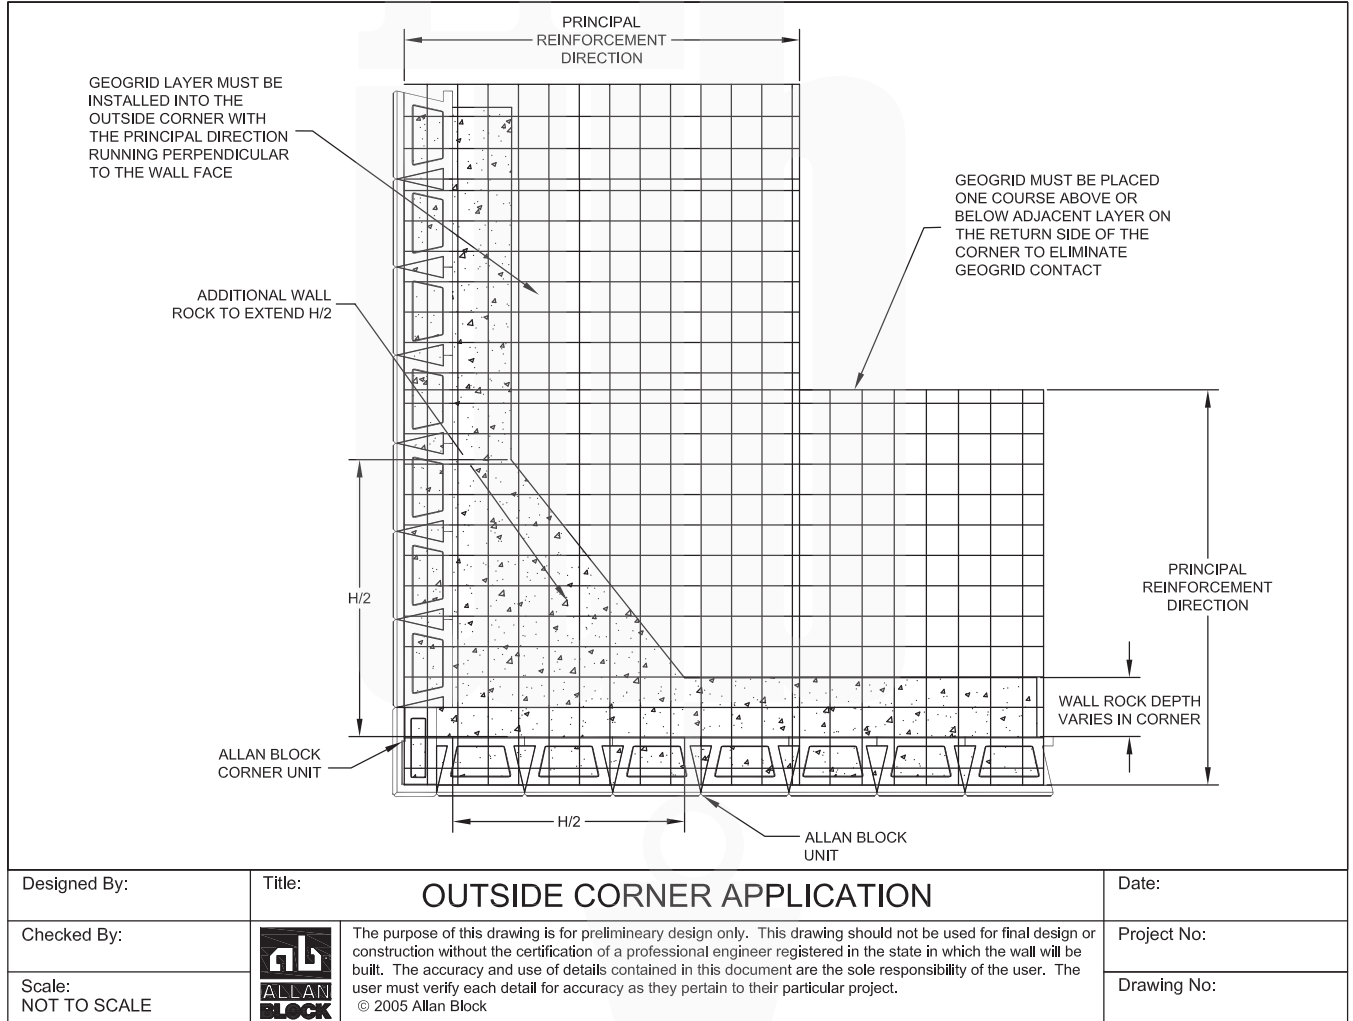 PRINCIPAL
REINFORCEMENT
DIRECTION
GEOGRID LAYER MUST BE
INSTALLED INTO THE
OUTSIDE CORNER WITH
THE PRINCIPAL DIRECTION
RUNNING PERPENDICULAR
TO THE WALL FACE
GEOGRID MUST BE PLACED
ONE COURSE ABOVE OR
BELOW ADJACENT LAYER ON
THE RETURN SIDE OF THE
CORNER TO ELIMINATE
GEOGRID CONTACT
ADDITIONAL WALL
ROCK TO EXTEND H/2
H/2
PRINCIPAL
REINFORCEMENT
DIRECTION
WALL ROCK DEPTH
VARIES IN CORNER
ALLAN BLOCK
CORNER UNIT
H/2
ALLAN BLOCK
UNIT
Designed By:
Title:
OUTSIDE CORNER APPLICATION
Date:
Checked By:
ab
ALLAN
BLOCK
The purpose of this drawing is for prelimineary design only. This drawing should not be used for final design or
construction without the certification of a professional engineer registered in the state in which the wall will be
built. The accuracy and use of details contained in this document are the sole responsibility of the user. The
user must verify each detail for accuracy as they pertain to their particular project.
© 2005 Allan Block
Project No:
Scale:
NOT TO SCALE
Drawing No: